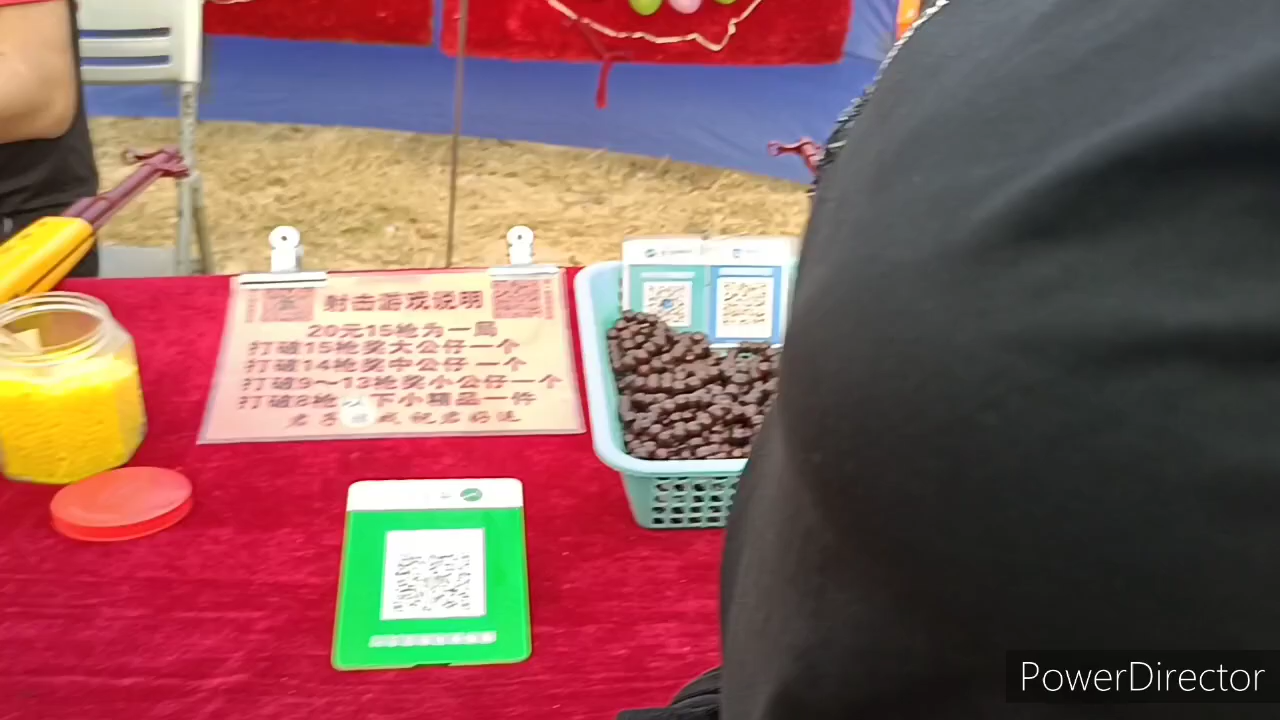 射击游戏说明
20元15枪为一局
打破15枪奖大公仔一个
打破14枪奖中公仔一个
打破9～13枪奖小公仔一个
打破8枪以下小精品一件
PowerDirector